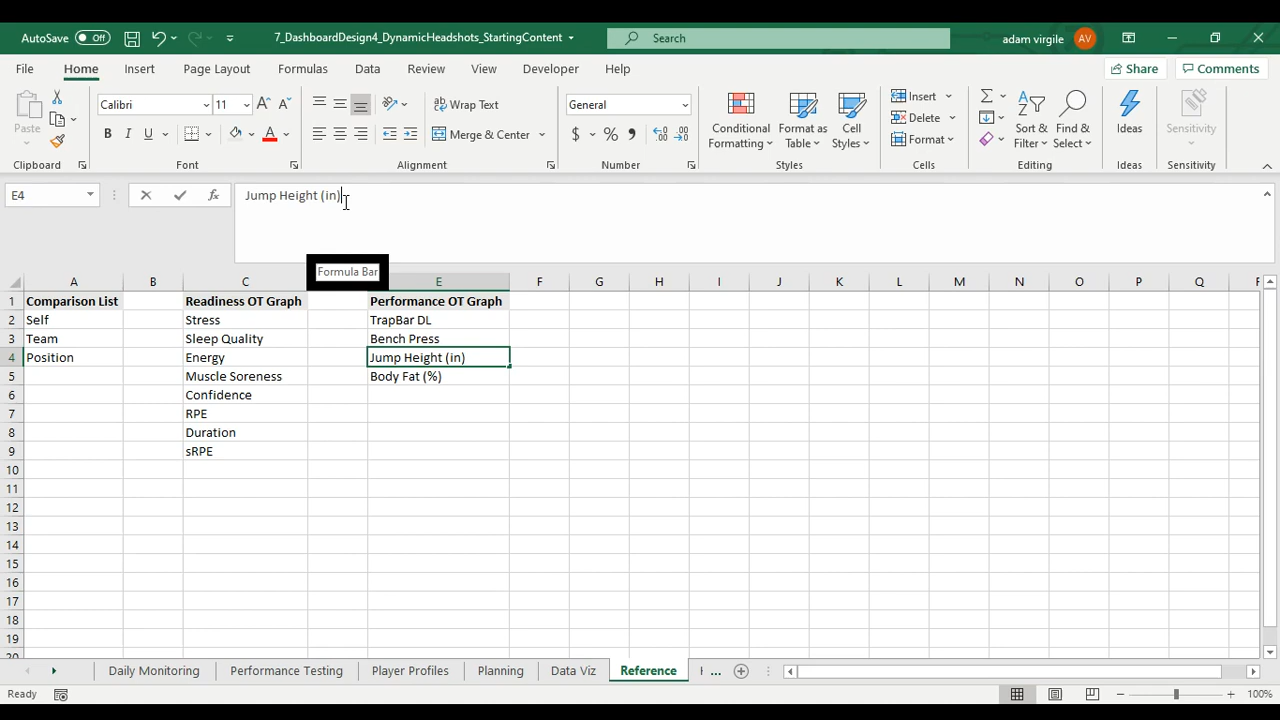 AutoSave Off 7_DashboardDesign4_DynamicHeadshots_StartingContent Search adam virgile AV
File Home Insert Page Layout Formulas Data Review View Developer Help Share Comments
Paste Calibri 11 Wrap Text General Conditional Formatting Format as Table Cell Styles Insert Delete Format Sort & Filter Find & Select Ideas Sensitivity
Merge & Center
Clipboard Font Alignment Number Styles Cells Editing Ideas Sensitivity
E4 fx Jump Height (in)
Formula Bar
A B C E F G H I J K L M N O P Q
1 Comparison List Readiness OT Graph Performance OT Graph
2 Self Stress TrapBar DL
3 Team Sleep Quality Bench Press
4 Position Energy Jump Height (in)
5 Muscle Soreness Body Fat (%)
6 Confidence
7 RPE
8 Duration
9 sRPE
10
11
12
13
14
15
16
17
18
19
Daily Monitoring Performance Testing Player Profiles Planning Data Viz Reference ...
Ready 100%